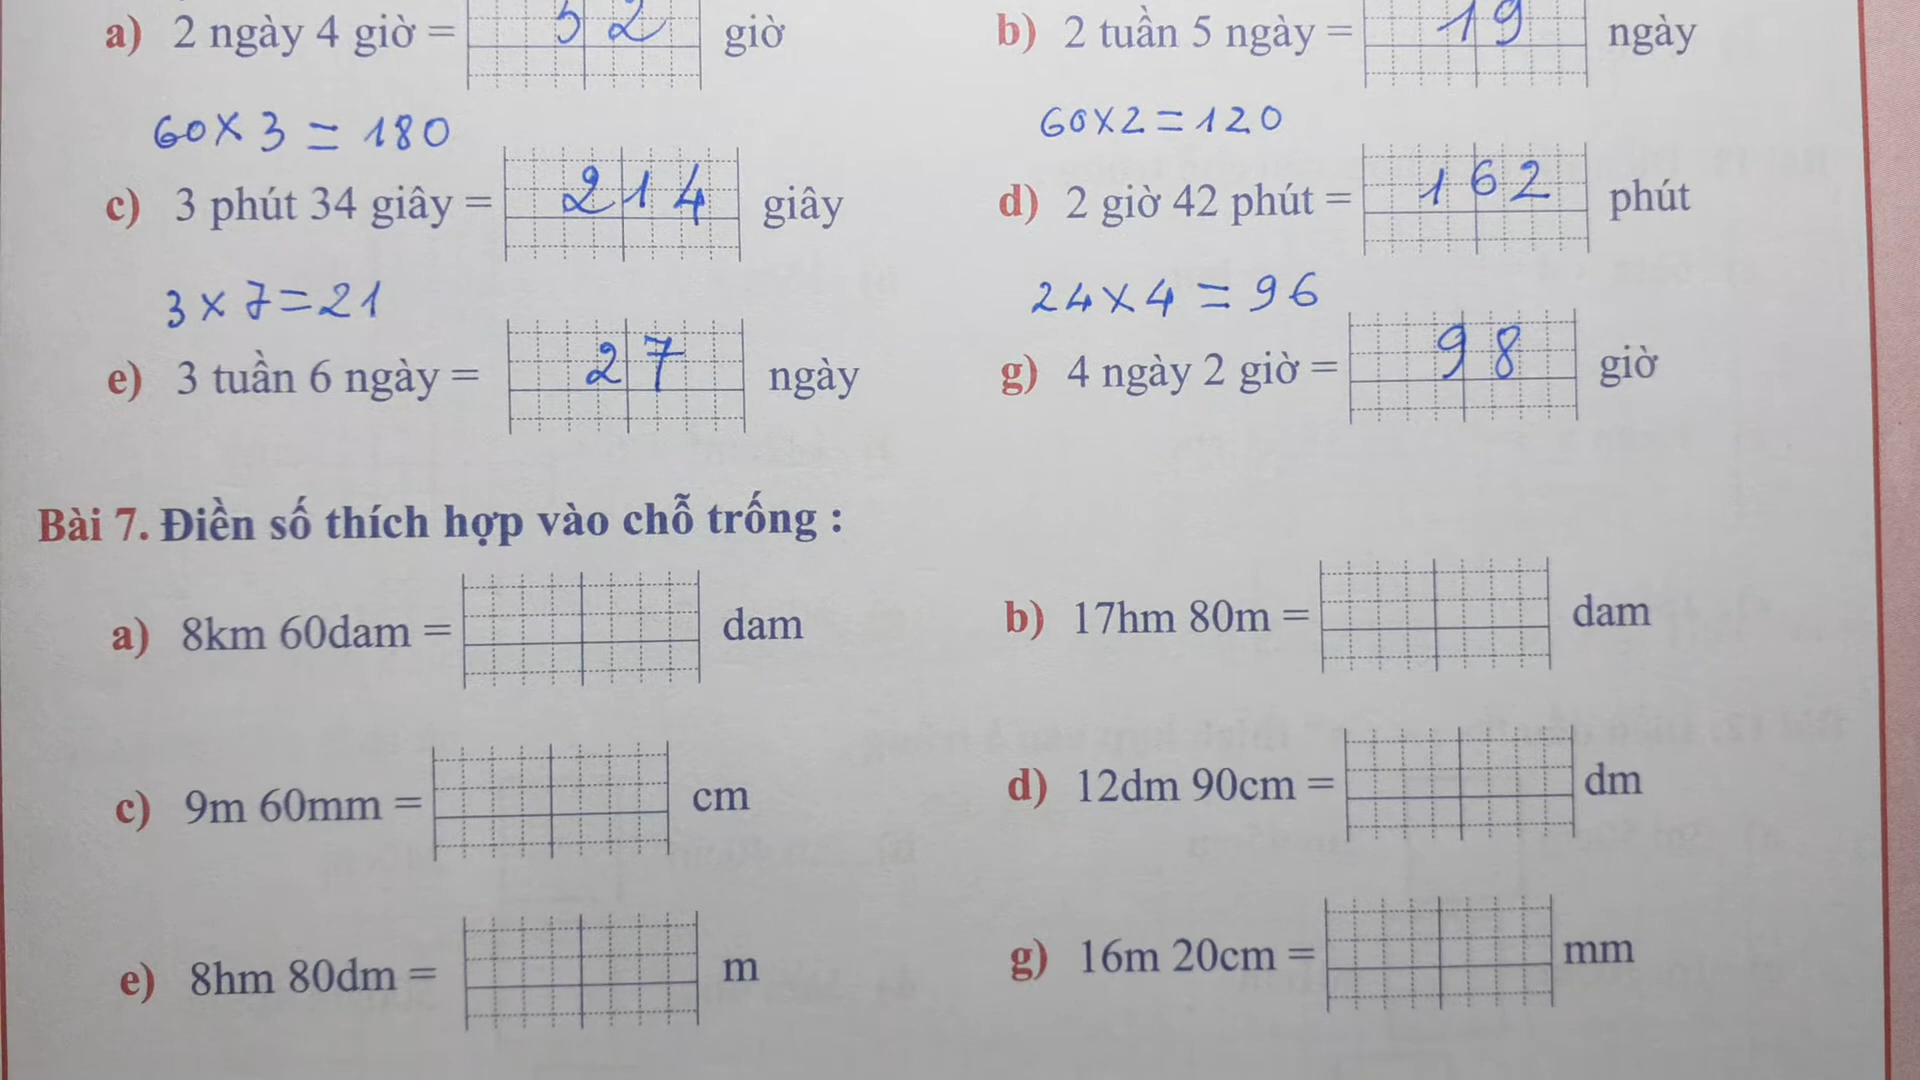 a) 2 ngày 4 giờ = 52 giờ
b) 2 tuần 5 ngày = 19 ngày
60 × 3 = 180
60 × 2 = 120
c) 3 phút 34 giây = 214 giây
d) 2 giờ 42 phút = 162 phút
3 × 7 = 21
24 × 4 = 96
e) 3 tuần 6 ngày = 27 ngày
g) 4 ngày 2 giờ = 98 giờ
Bài 7. Điền số thích hợp vào chỗ trống :
a) 8km 60dam = dam
b) 17hm 80m = dam
c) 9m 60mm = cm
d) 12dm 90cm = dm
e) 8hm 80dm = m
g) 16m 20cm = mm